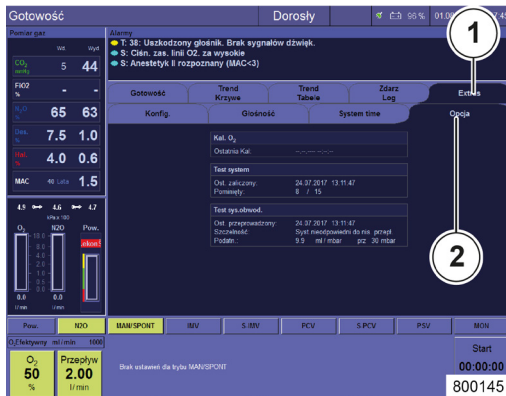 Gotowość
Dorosły
96 %
01.0
7:45
Pomiar gaz
Wd.
Wyd
CO₂
5
44
FIO2
%
-
-
N₂O
%
65
63
Des.
%
7.5
1.0
Hal.
%
4.0
0.6
MAC
40 Lata
1.5
4.9
4.6
4.7
kPa x 100
O₂
N2O
Pow.
10.0
8.0
4.0
2.0
1.0
0.5
0.0
0.0
l/min
l/min
Alarmy
T: 38: Uszkodzony głośnik. Brak sygnałów dźwięk.
S: Ciśn. zas. linii O2. za wysokie
S: Anestetyk II rozpoznany (MAC<3)
Gotowość
Trend
Krzywe
Trend
Tabele
Zdarz
Log
Extras
Konfig.
Głośność
System time
Opcja
1
2
Kal. O₂
Ostatnia Kal.
--.--.---- --:--
Test system
Ost. zaliczony:
24.07.2017 13:11:47
Pominięty:
8 / 15
Test sys.obwod.
Ost. przeprowadzony:
24.07.2017 13:11:47
Szczelność:
Syst nieodpowiedni do nis. przepł.
Podatn.:
9.9 ml / mbar prz 30 mbar
Pow.
N2O
MAN/SPONT
IMV
S.IMV
PCV
S.PCV
PSV
MON
O₂Efektywny ml/min 1000
O₂
50
%
Przepływ
2.00
l/min
Brak ustawień dla trybu MAN/SPONT
Start
00:00:00
800145